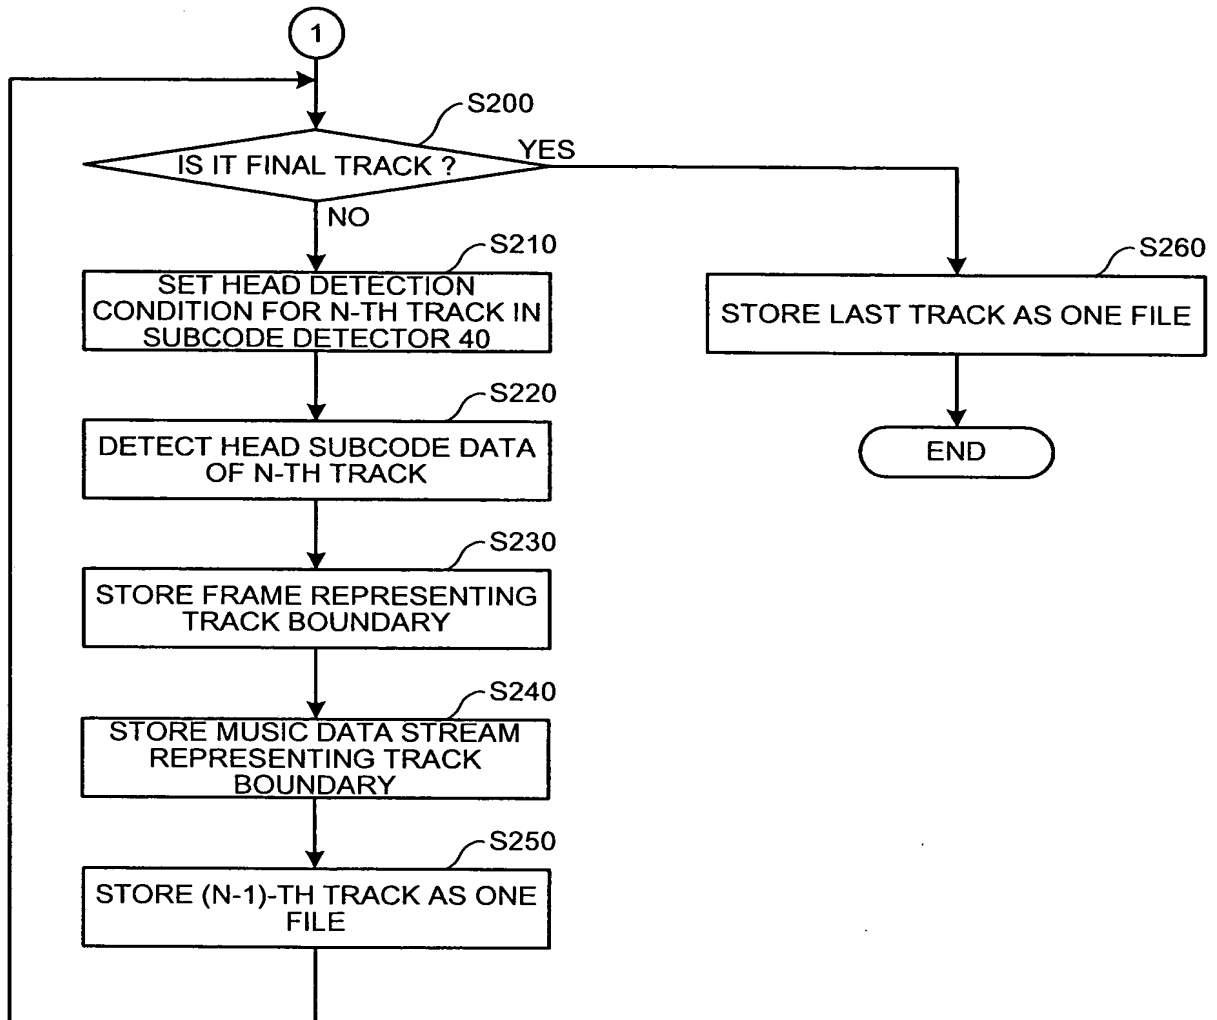 1
S200
IS IT FINAL TRACK ?
YES
NO
S210
SET HEAD DETECTION
CONDITION FOR N-TH TRACK IN
SUBCODE DETECTOR 40
S260
STORE LAST TRACK AS ONE FILE
S220
DETECT HEAD SUBCODE DATA
OF N-TH TRACK
END
S230
STORE FRAME REPRESENTING
TRACK BOUNDARY
S240
STORE MUSIC DATA STREAM
REPRESENTING TRACK
BOUNDARY
S250
STORE (N-1)-TH TRACK AS ONE
FILE